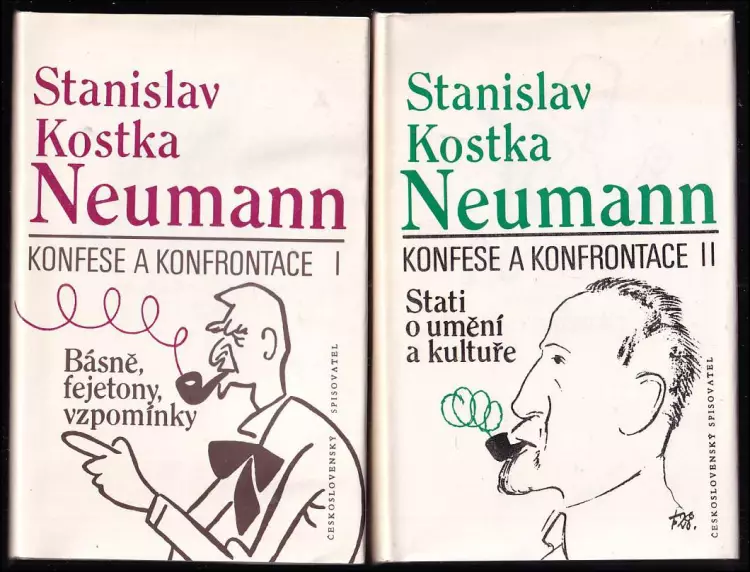 Stanislav
Kostka
Neumann
KONFESE A KONFRONTACE I
Básně,
fejetony,
vzpomínky
ČESKOSLOVENSKÝ SPISOVATEL
Stanislav
Kostka
Neumann
KONFESE A KONFRONTACE II
Stati
o umění
a kultuře
ČESKOSLOVENSKÝ SPISOVATEL